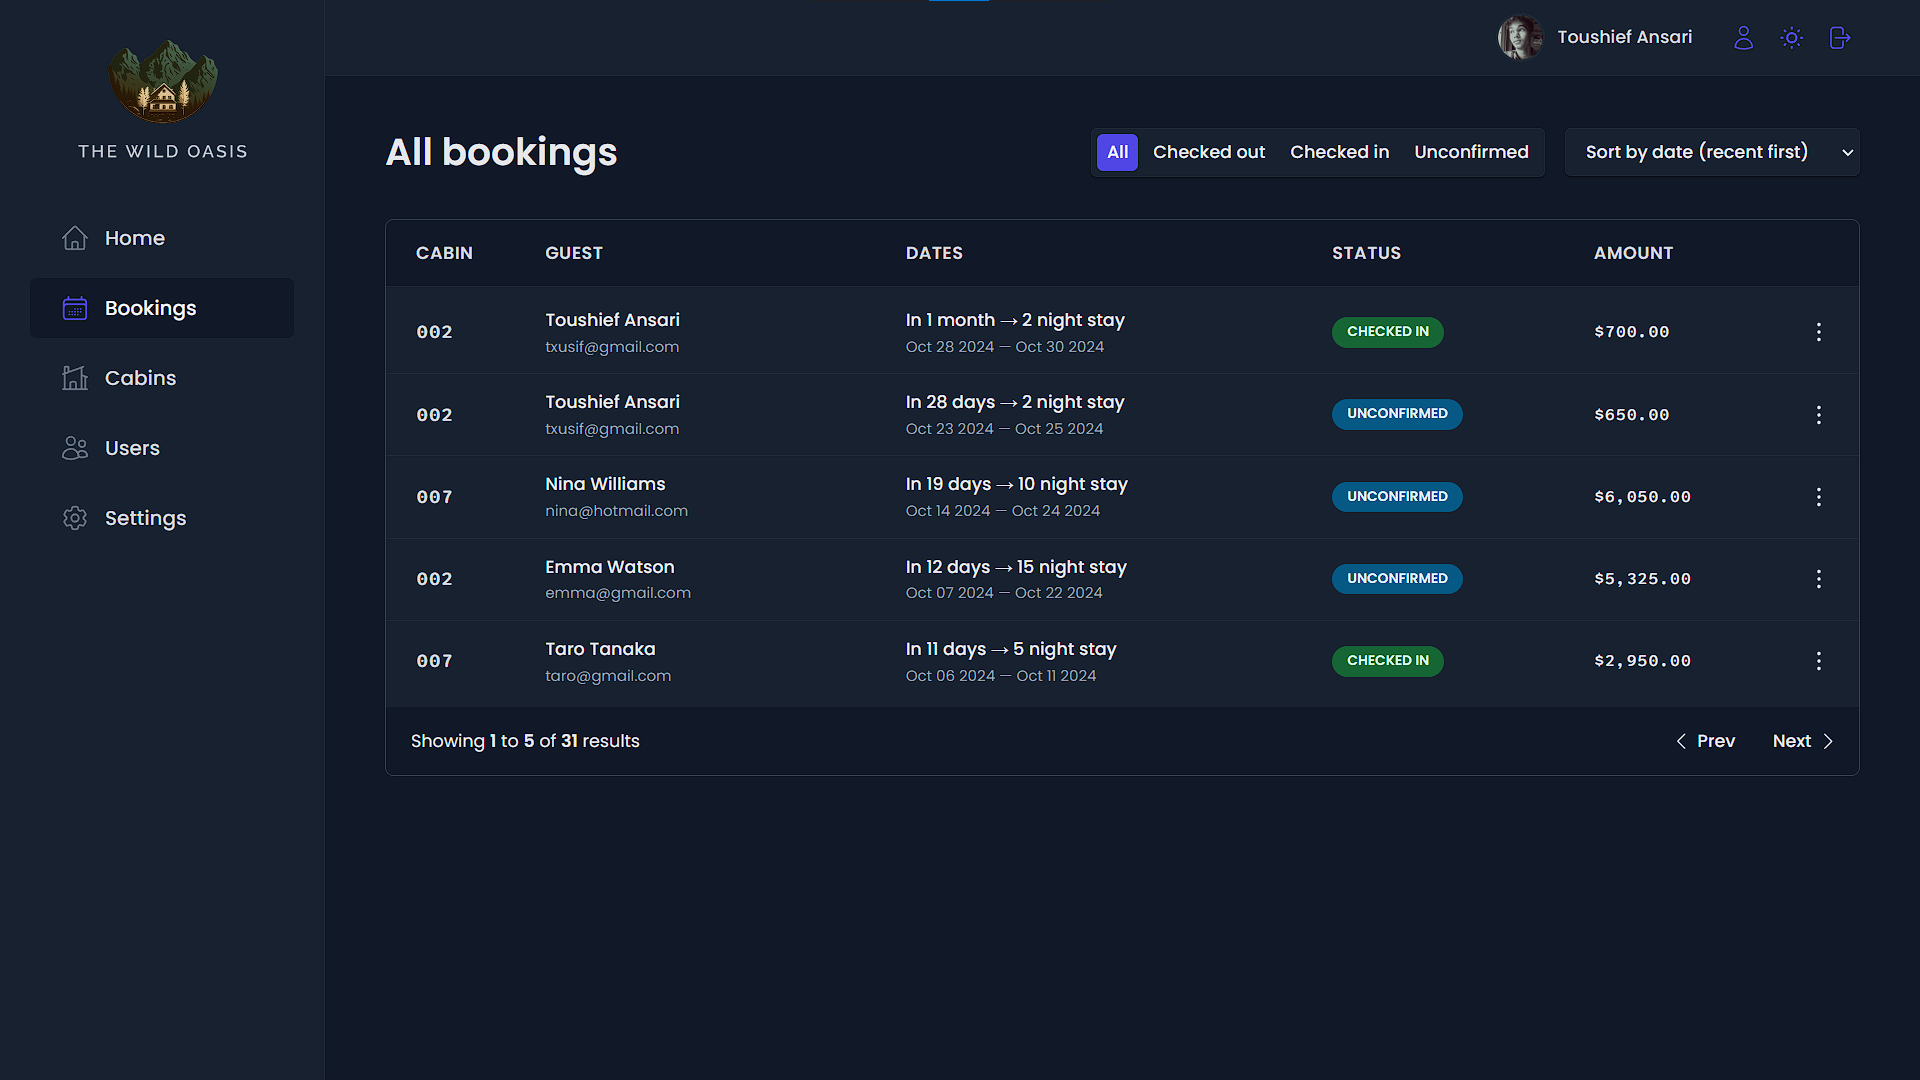 THE WILD OASIS
Home
Bookings
Cabins
Users
Settings
Toushief Ansari
All bookings
All Checked out Checked in Unconfirmed
Sort by date (recent first)
CABIN GUEST DATES STATUS AMOUNT
002 Toushief Ansari In 1 month → 2 night stay CHECKED IN $700.00
txusif@gmail.com Oct 28 2024 — Oct 30 2024
002 Toushief Ansari In 28 days → 2 night stay UNCONFIRMED $650.00
txusif@gmail.com Oct 23 2024 — Oct 25 2024
007 Nina Williams In 19 days → 10 night stay UNCONFIRMED $6,050.00
nina@hotmail.com Oct 14 2024 — Oct 24 2024
002 Emma Watson In 12 days → 15 night stay UNCONFIRMED $5,325.00
emma@gmail.com Oct 07 2024 — Oct 22 2024
007 Taro Tanaka In 11 days → 5 night stay CHECKED IN $2,950.00
taro@gmail.com Oct 06 2024 — Oct 11 2024
Showing 1 to 5 of 31 results
Prev Next